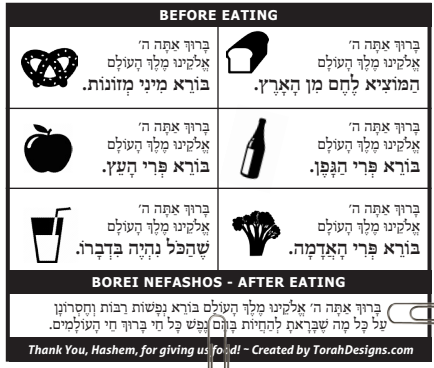 BEFORE EATING
בָּרוּךְ אַתָּה ה'
אֱלֹקֵינוּ מֶלֶךְ הָעוֹלָם
הַמּוֹצִיא לֶחֶם מִן הָאָרֶץ.
בָּרוּךְ אַתָּה ה'
אֱלֹקֵינוּ מֶלֶךְ הָעוֹלָם
בּוֹרֵא מִינֵי מְזוֹנוֹת.
בָּרוּךְ אַתָּה ה'
אֱלֹקֵינוּ מֶלֶךְ הָעוֹלָם
בּוֹרֵא פְּרִי הַגָּפֶן.
בָּרוּךְ אַתָּה ה'
אֱלֹקֵינוּ מֶלֶךְ הָעוֹלָם
בּוֹרֵא פְּרִי הָעֵץ.
בָּרוּךְ אַתָּה ה'
אֱלֹקֵינוּ מֶלֶךְ הָעוֹלָם
בּוֹרֵא פְּרִי הָאֲדָמָה.
בָּרוּךְ אַתָּה ה'
אֱלֹקֵינוּ מֶלֶךְ הָעוֹלָם
שֶׁהַכֹּל נִהְיֶה בִּדְבָרוֹ.
BOREI NEFASHOS - AFTER EATING
בָּרוּךְ אַתָּה ה' אֱלֹקֵינוּ מֶלֶךְ הָעוֹלָם בּוֹרֵא נְפָשׁוֹת רַבּוֹת וְחֶסְרוֹנָן
עַל כָּל מַה שֶּׁבָּרָאתָ לְהַחֲיוֹת בָּהֶם נֶפֶשׁ כָּל חָי בָּרוּךְ חֵי הָעוֹלָמִים.
Thank You, Hashem, for giving us food! ~ Created by TorahDesigns.com